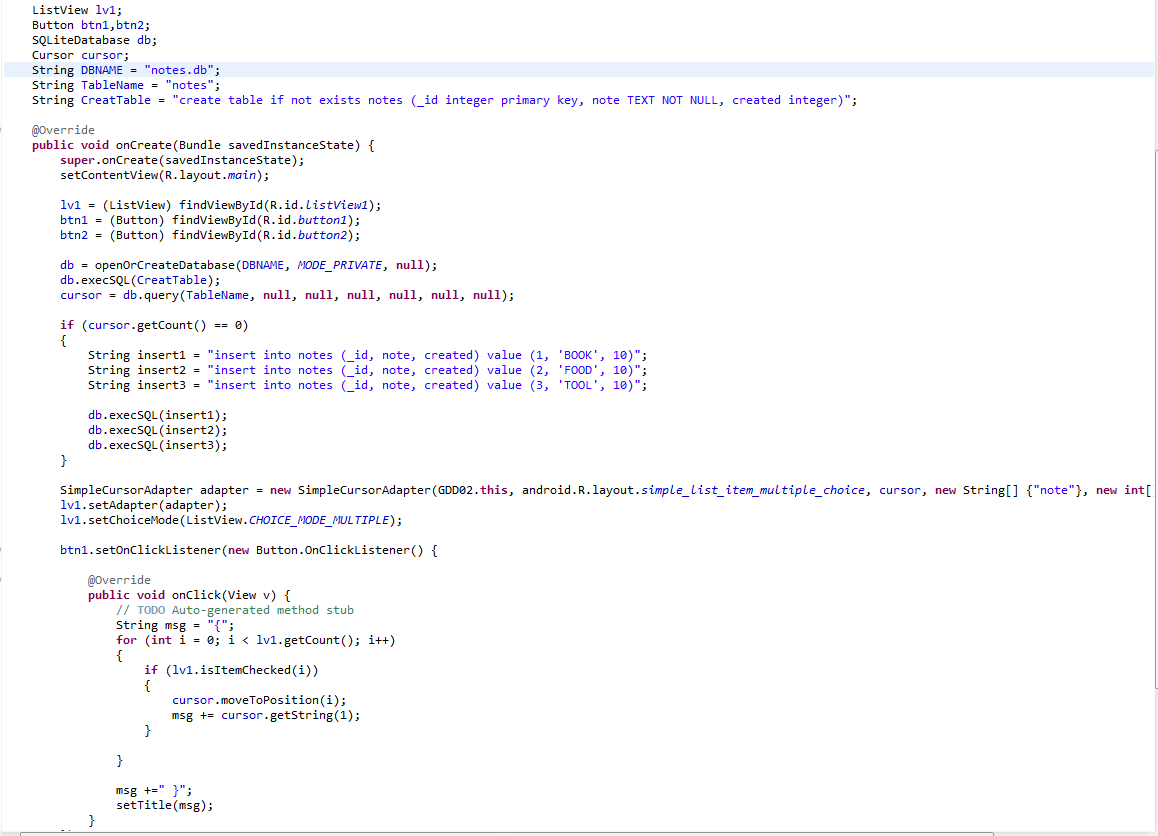 ListView lv1;
Button btn1,btn2;
SQLiteDatabase db;
Cursor cursor;
String DBNAME = "notes.db";
String TableName = "notes";
String CreatTable = "create table if not exists notes (_id integer primary key, note TEXT NOT NULL, created integer)";
@Override
public void onCreate(Bundle savedInstanceState) {
super.onCreate(savedInstanceState);
setContentView(R.layout.main);
lv1 = (ListView) findViewById(R.id.listView1);
btn1 = (Button) findViewById(R.id.button1);
btn2 = (Button) findViewById(R.id.button2);
db = openOrCreateDatabase(DBNAME, MODE_PRIVATE, null);
db.execSQL(CreatTable);
cursor = db.query(TableName, null, null, null, null, null, null);
if (cursor.getCount() == 0)
{
String insert1 = "insert into notes (_id, note, created) value (1, 'BOOK', 10)";
String insert2 = "insert into notes (_id, note, created) value (2, 'FOOD', 10)";
String insert3 = "insert into notes (_id, note, created) value (3, 'TOOL', 10)";
db.execSQL(insert1);
db.execSQL(insert2);
db.execSQL(insert3);
}
SimpleCursorAdapter adapter = new SimpleCursorAdapter(GDD02.this, android.R.layout.simple_list_item_multiple_choice, cursor, new String[] {"note"}, new int[
lv1.setAdapter(adapter);
lv1.setChoiceMode(ListView.CHOICE_MODE_MULTIPLE);
btn1.setOnClickListener(new Button.OnClickListener() {
@Override
public void onClick(View v) {
// TODO Auto-generated method stub
String msg = "{";
for (int i = 0; i < lv1.getCount(); i++)
{
if (lv1.isItemChecked(i))
{
cursor.moveToPosition(i);
msg += cursor.getString(1);
}
}
msg +=" }";
setTitle(msg);
}